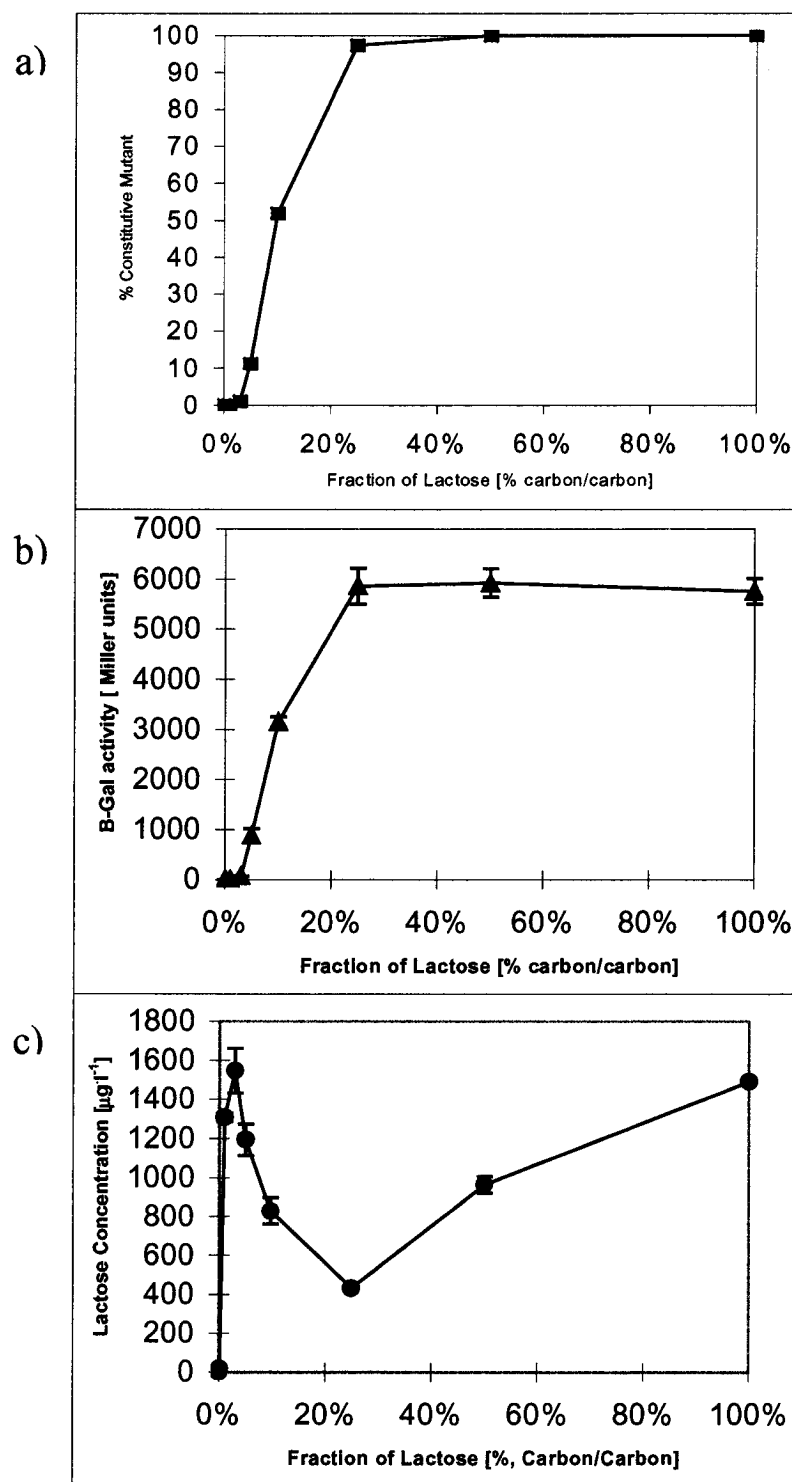 a)
100
90
80
70
60
50
40
30
20
10
0
% Constitutive Mutant
0% 20% 40% 60% 80% 100%
Fraction of Lactose [% carbon/carbon]
b)
7000
6000
5000
4000
3000
2000
1000
0
B-Gal activity [ Miller units]
0% 20% 40% 60% 80% 100%
Fraction of Lactose [% carbon/carbon]
c)
1800
1600
1400
1200
1000
800
600
400
200
0
Lactose Concentration [µg·l⁻¹]
0% 20% 40% 60% 80% 100%
Fraction of Lactose [%, Carbon/Carbon]